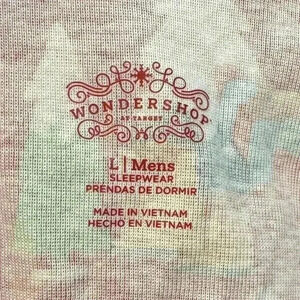 WONDERSHOP
AT TARGET
L | Mens
SLEEPWEAR
PRENDAS DE DORMIR
MADE IN VIETNAM
HECHO EN VIETNAM